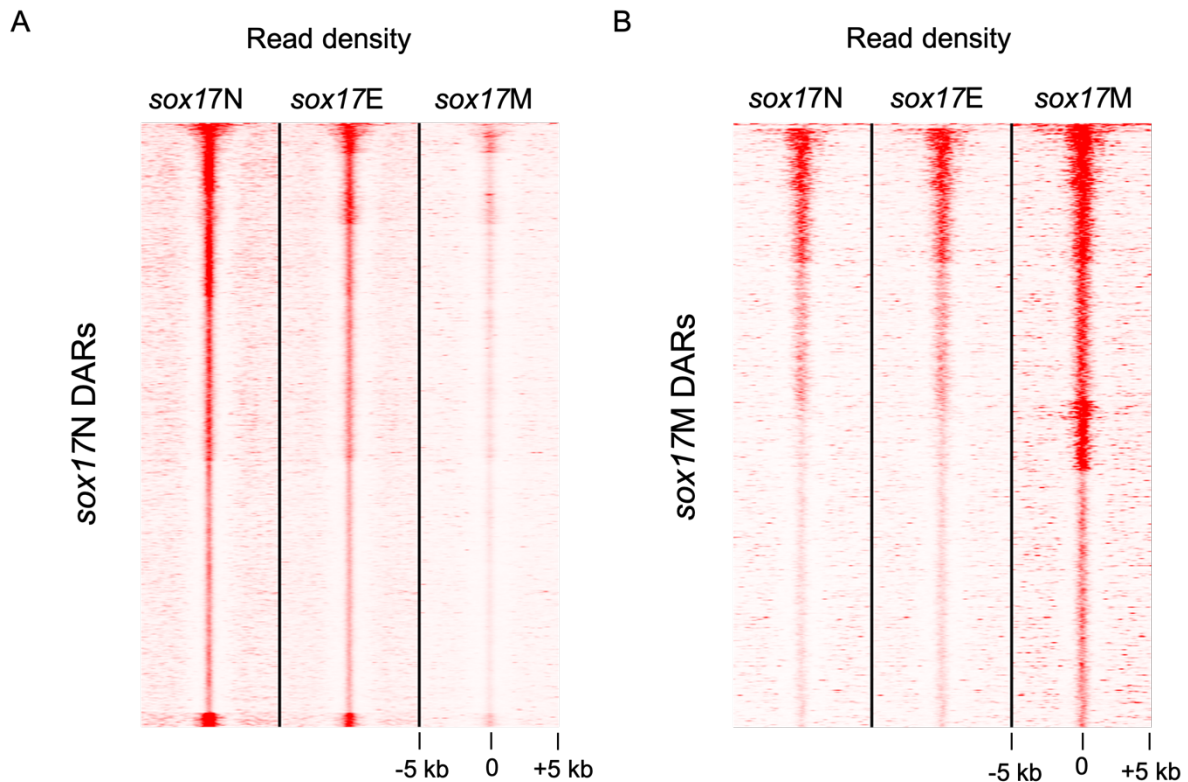 A
Read density
sox17N sox17E sox17M
sox17N DARs
-5 kb 0 +5 kb
B
Read density
sox17N sox17E sox17M
sox17M DARs
-5 kb 0 +5 kb